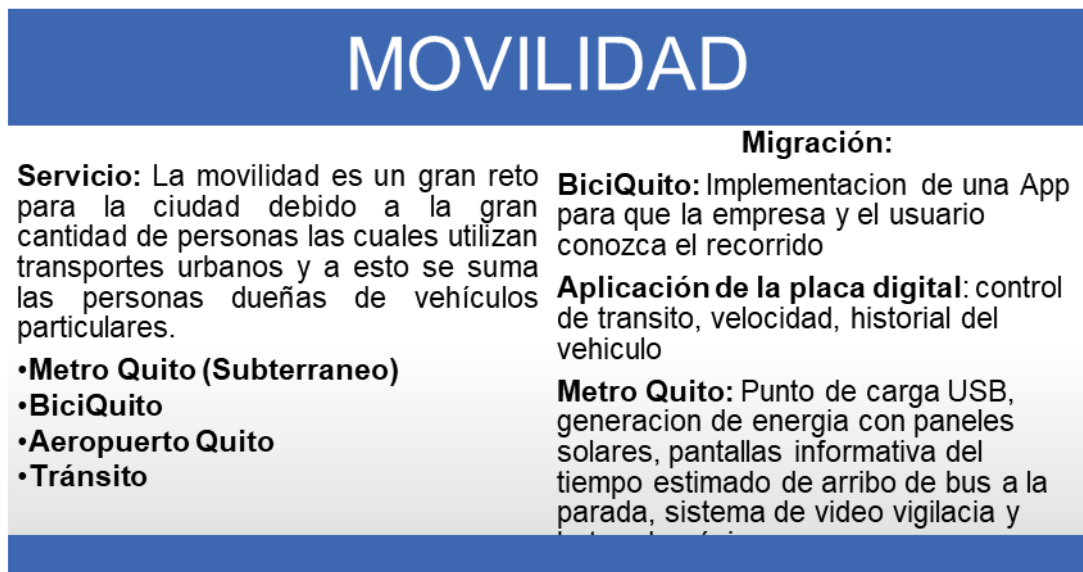 MOVILIDAD
Servicio: La movilidad es un gran reto
para la ciudad debido a la gran
cantidad de personas las cuales utilizan
transportes urbanos y a esto se suma
las personas dueñas de vehículos
particulares.
•Metro Quito (Subterraneo)
•BiciQuito
•Aeropuerto Quito
•Tránsito
Migración:
BiciQuito: Implementacion de una App
para que la empresa y el usuario
conozca el recorrido
Aplicación de la placa digital: control
de transito, velocidad, historial del
vehiculo
Metro Quito: Punto de carga USB,
generacion de energia con paneles
solares, pantallas informativa del
tiempo estimado de arribo de bus a la
parada, sistema de video vigilacia y